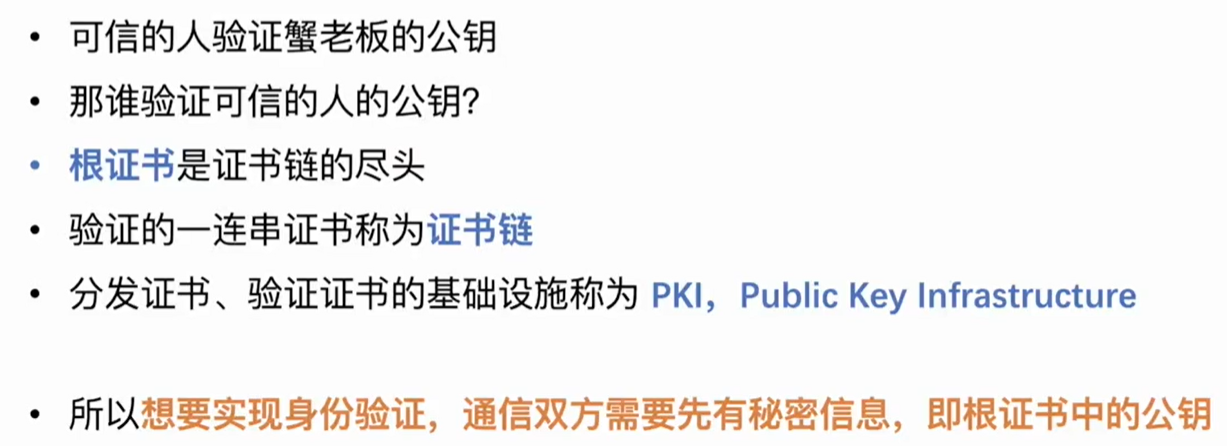 • 可信的人验证蟹老板的公钥
• 那谁验证可信的人的公钥?
• 根证书是证书链的尽头
• 验证的一连串证书称为证书链
• 分发证书、验证证书的基础设施称为 PKI，Public Key Infrastructure
• 所以想要实现身份验证，通信双方需要先有秘密信息，即根证书中的公钥